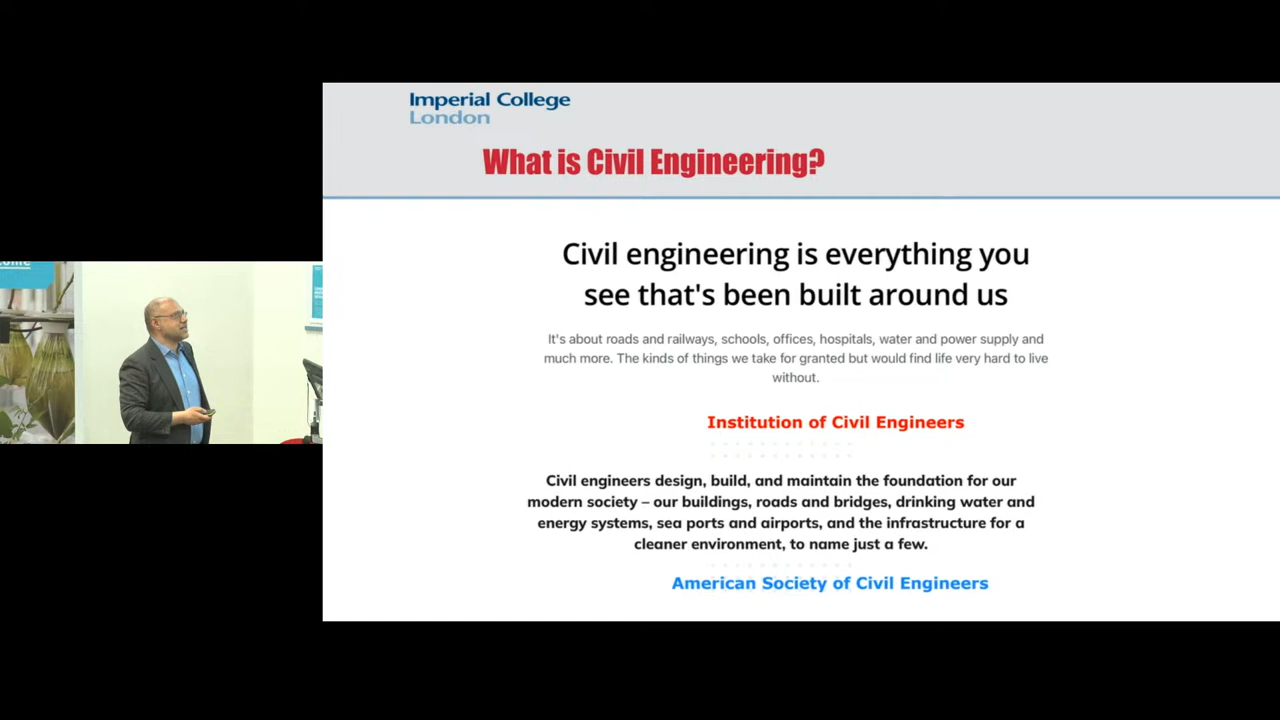 Imperial College
London
What is Civil Engineering?
Civil engineering is everything you
see that's been built around us
It's about roads and railways, schools, offices, hospitals, water and power supply and
much more. The kinds of things we take for granted but would find life very hard to live
without.
Institution of Civil Engineers
Civil engineers design, build, and maintain the foundation for our
modern society – our buildings, roads and bridges, drinking water and
energy systems, sea ports and airports, and the infrastructure for a
cleaner environment, to name just a few.
American Society of Civil Engineers